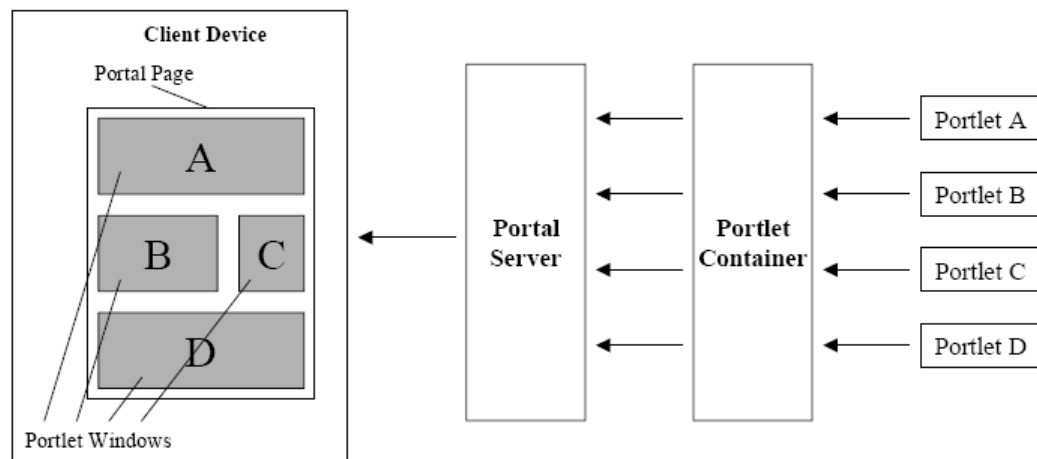 Client Device
Portal Page
A
B
C
D
Portlet Windows
Portal
Server
Portlet
Container
Portlet A
Portlet B
Portlet C
Portlet D